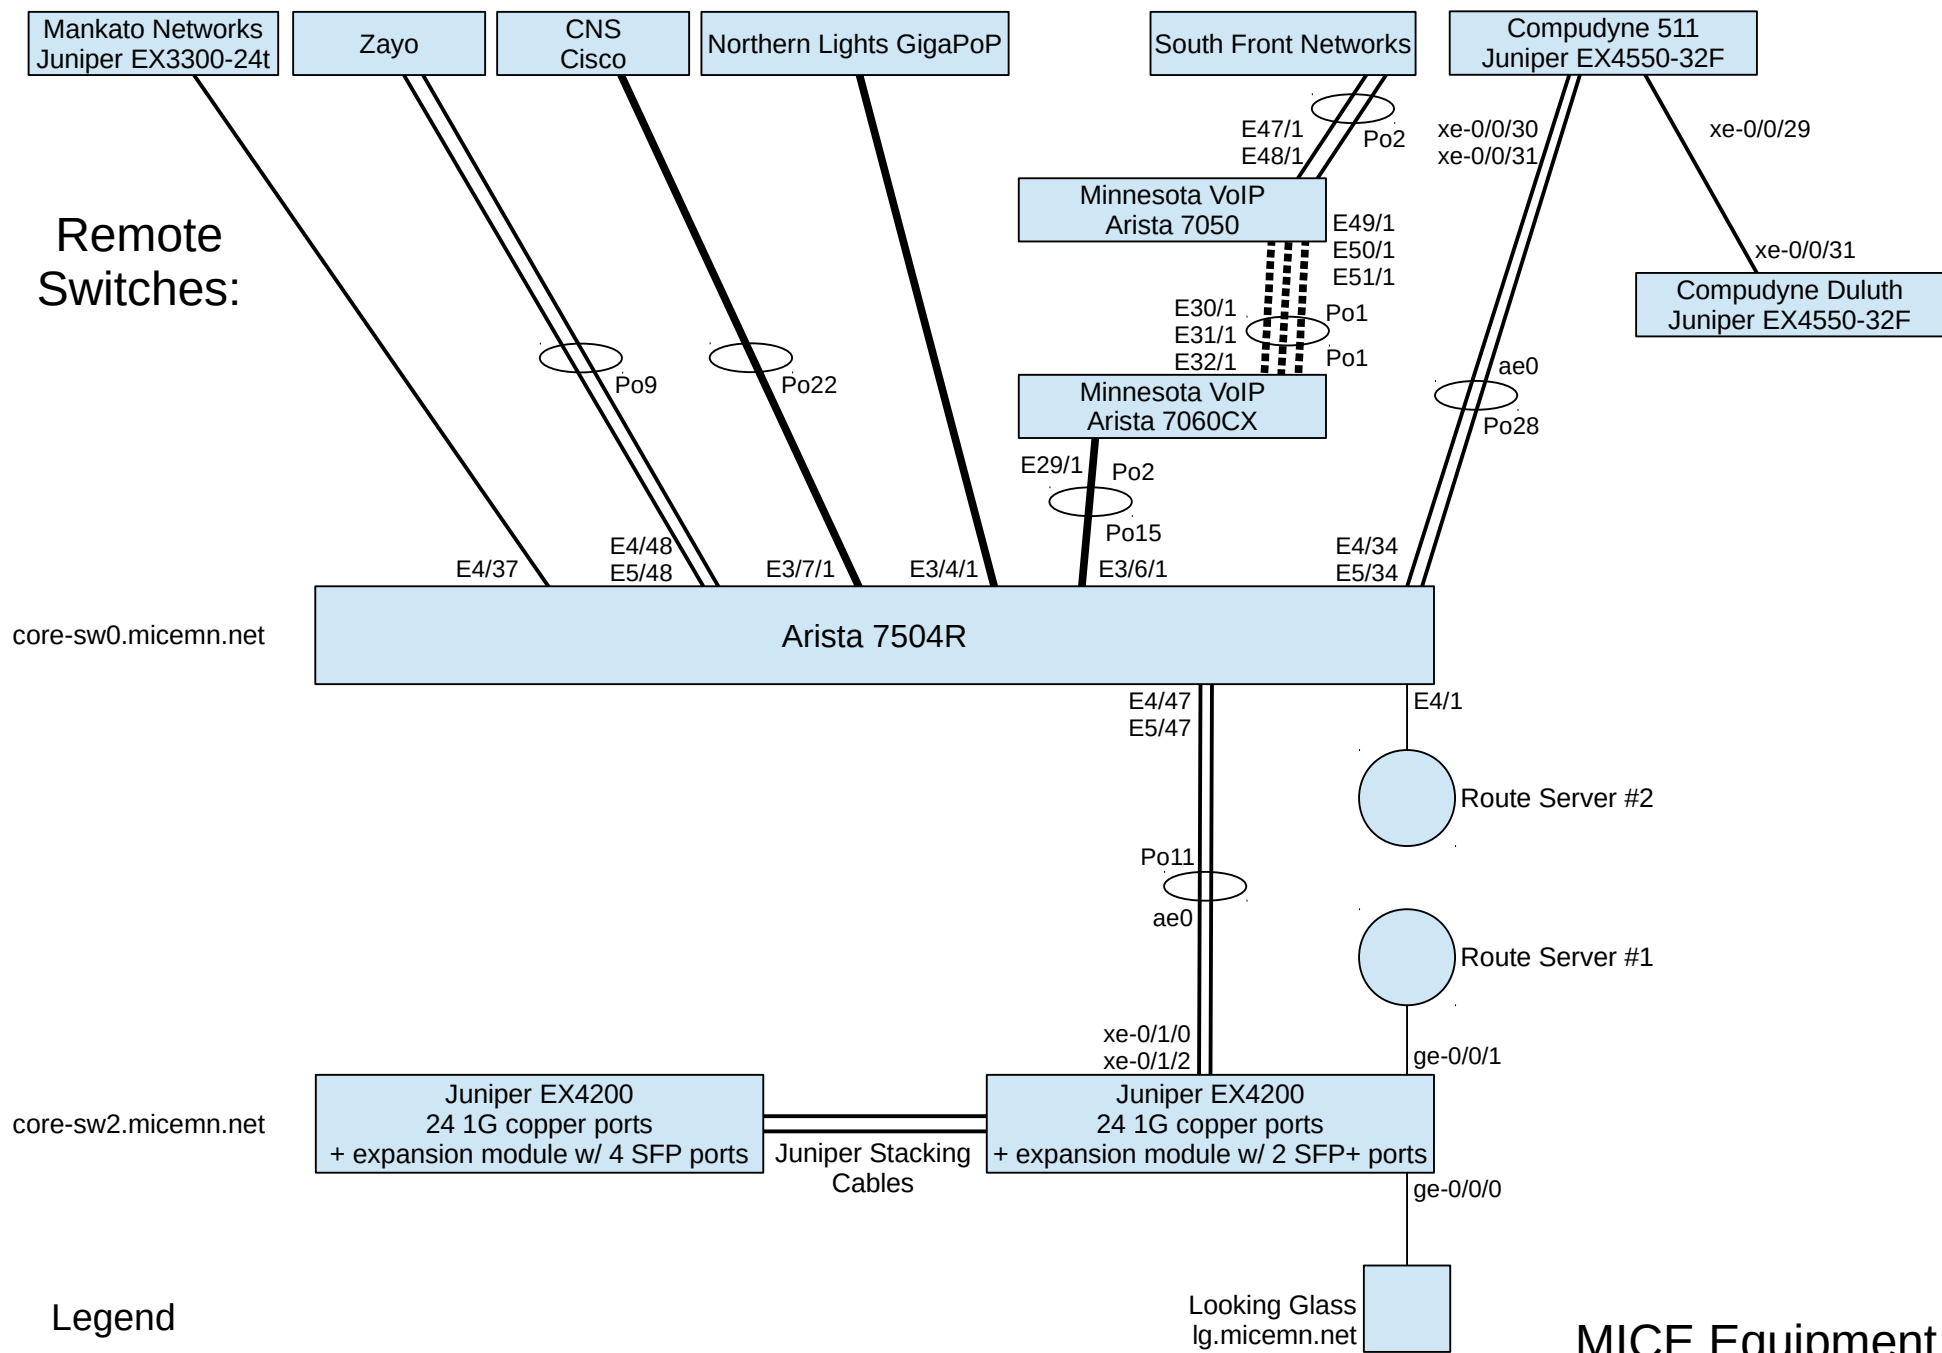 Mankato Networks
Juniper EX3300-24t
Zayo
CNS
Cisco
Northern Lights GigaPoP
South Front Networks
Compudyne 511
Juniper EX4550-32F
E47/1
E48/1
Po2
xe-0/0/30
xe-0/0/31
xe-0/0/29
Remote
Switches:
Minnesota VoIP
Arista 7050
E49/1
E50/1
E51/1
xe-0/0/31
Compudyne Duluth
Juniper EX4550-32F
E30/1
E31/1
E32/1
Po1
Po1
Po9
Po22
ae0
Po28
Minnesota VoIP
Arista 7060CX
E29/1
Po2
Po15
E4/37
E4/48
E5/48
E3/7/1
E3/4/1
E3/6/1
E4/34
E5/34
core-sw0.micemn.net
Arista 7504R
E4/47
E5/47
E4/1
Route Server #2
Po11
ae0
Route Server #1
xe-0/1/0
xe-0/1/2
ge-0/0/1
core-sw2.micemn.net
Juniper EX4200
24 1G copper ports
+ expansion module w/ 4 SFP ports
Juniper Stacking
Cables
Juniper EX4200
24 1G copper ports
+ expansion module w/ 2 SFP+ ports
ge-0/0/0
Looking Glass
lg.micemn.net
Legend
MICE Equipment